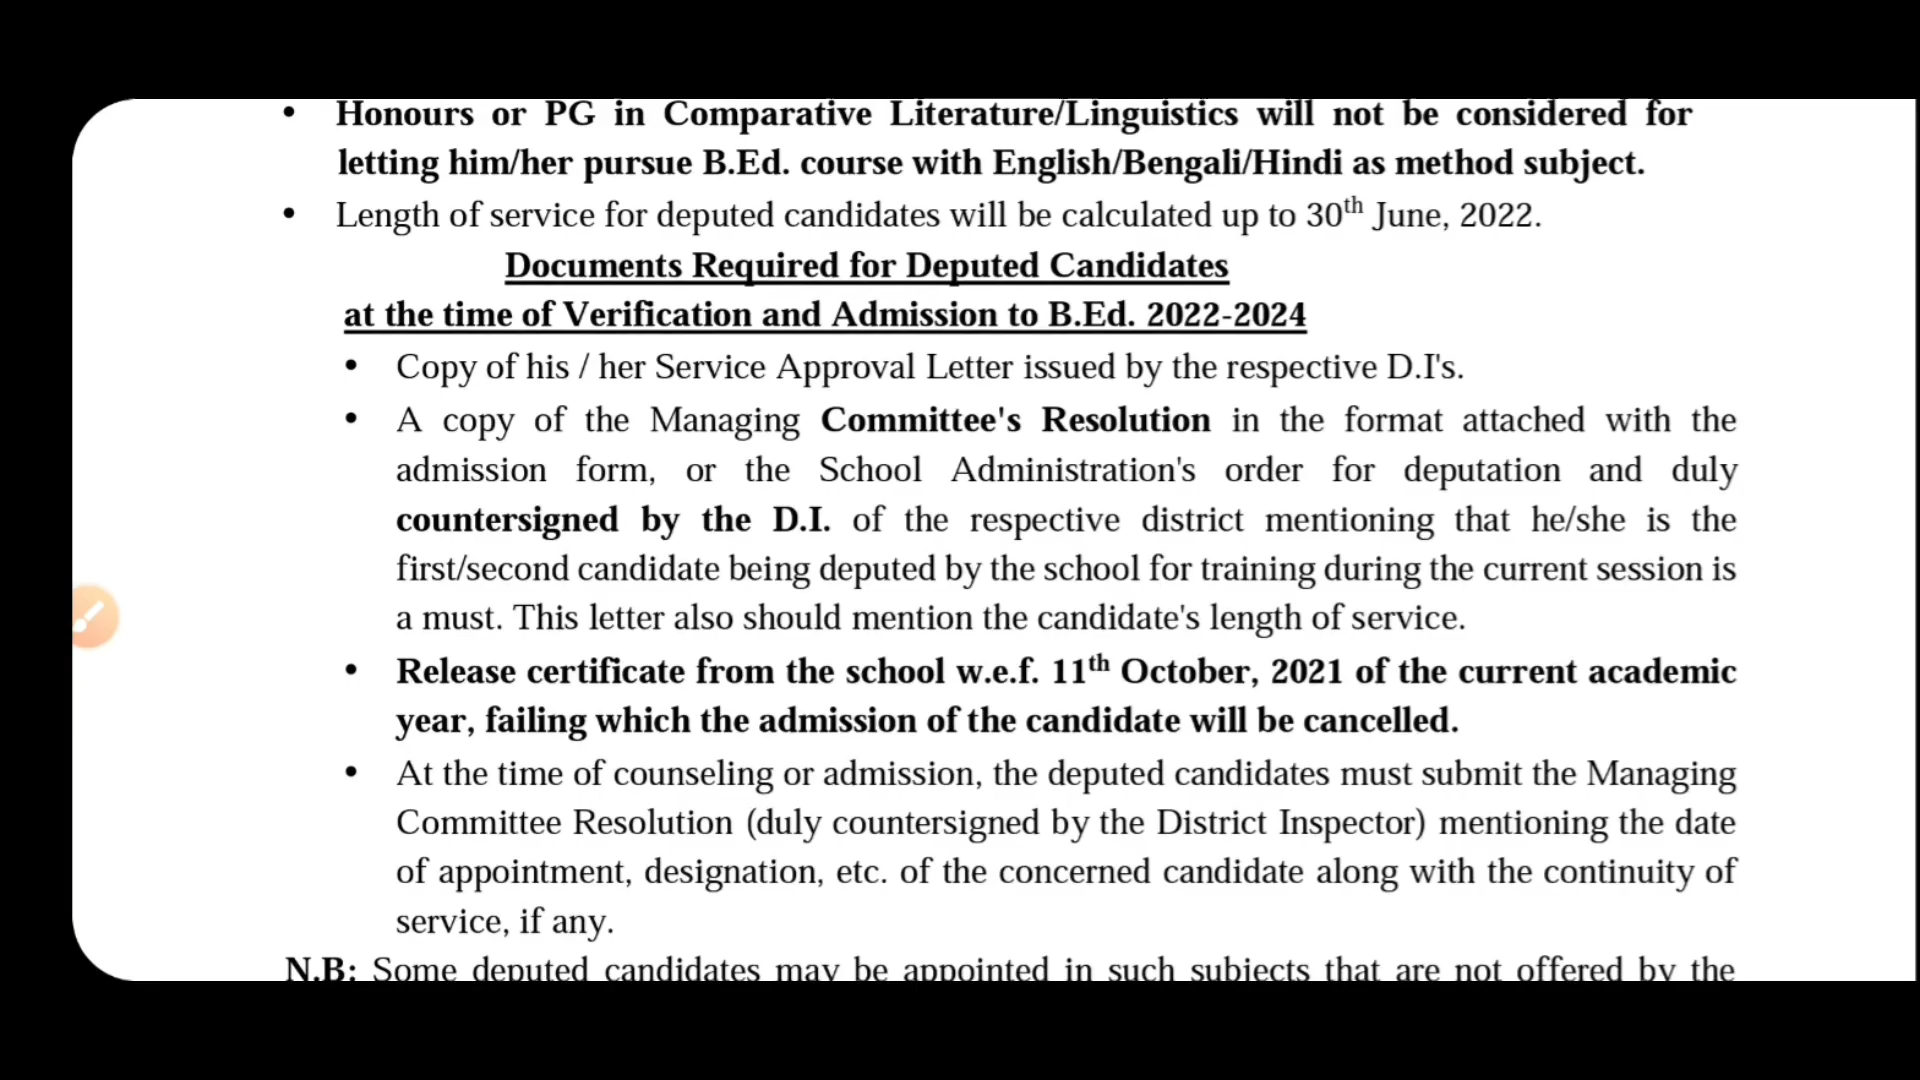 • Honours or PG in Comparative Literature/Linguistics will not be considered for
letting him/her pursue B.Ed. course with English/Bengali/Hindi as method subject.
• Length of service for deputed candidates will be calculated up to 30th June, 2022.
Documents Required for Deputed Candidates
at the time of Verification and Admission to B.Ed. 2022-2024
• Copy of his / her Service Approval Letter issued by the respective D.I's.
• A copy of the Managing Committee's Resolution in the format attached with the
admission form, or the School Administration's order for deputation and duly
countersigned by the D.I. of the respective district mentioning that he/she is the
first/second candidate being deputed by the school for training during the current session is
a must. This letter also should mention the candidate's length of service.
• Release certificate from the school w.e.f. 11th October, 2021 of the current academic
year, failing which the admission of the candidate will be cancelled.
• At the time of counseling or admission, the deputed candidates must submit the Managing
Committee Resolution (duly countersigned by the District Inspector) mentioning the date
of appointment, designation, etc. of the concerned candidate along with the continuity of
service, if any.
N.B: Some deputed candidates may be appointed in such subjects that are not offered by the